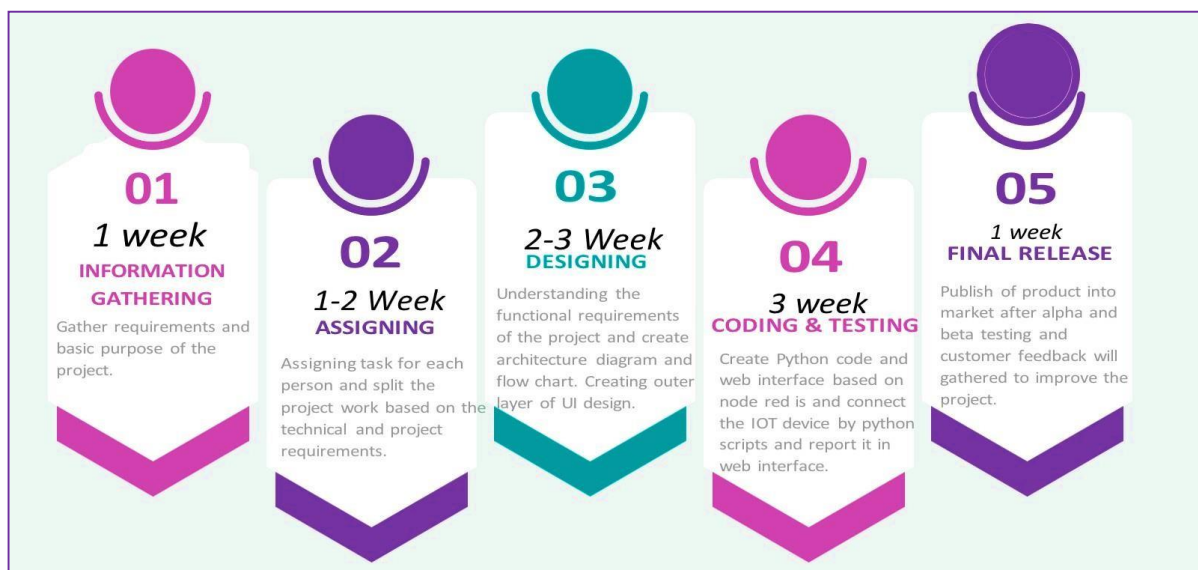 01
1 week
INFORMATION
GATHERING
Gather requirements and
basic purpose of the
project.
02
1-2 Week
ASSIGNING
Assigning task for each
person and split the
project work based on the
technical and project
requirements.
03
2-3 Week
DESIGNING
Understanding the
functional requirements
of the project and create
architecture diagram and
flow chart. Creating outer
layer of UI design.
04
3 week
CODING & TESTING
Create Python code and
web interface based on
node red is and connect
the IOT device by python
scripts and report it in
web interface.
05
1 week
FINAL RELEASE
Publish of product into
market after alpha and
beta testing and
customer feedback will
gathered to improve the
project.